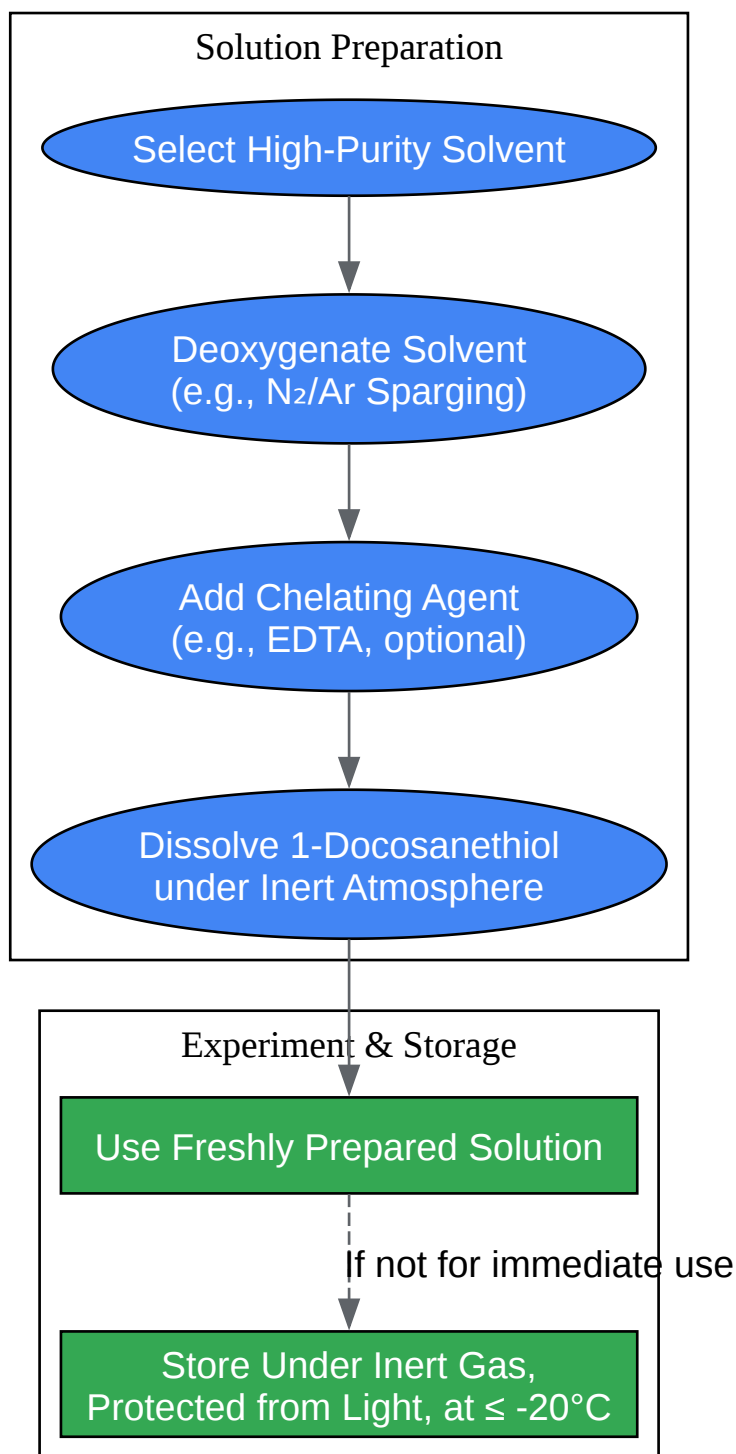 Solution Preparation
Select High-Purity Solvent
Deoxygenate Solvent
(e.g., N₂/Ar Sparging)
Add Chelating Agent
(e.g., EDTA, optional)
Dissolve 1-Docosanethiol
under Inert Atmosphere
Experiment & Storage
Use Freshly Prepared Solution
If not for immediate use
Store Under Inert Gas,
Protected from Light, at ≤ -20°C